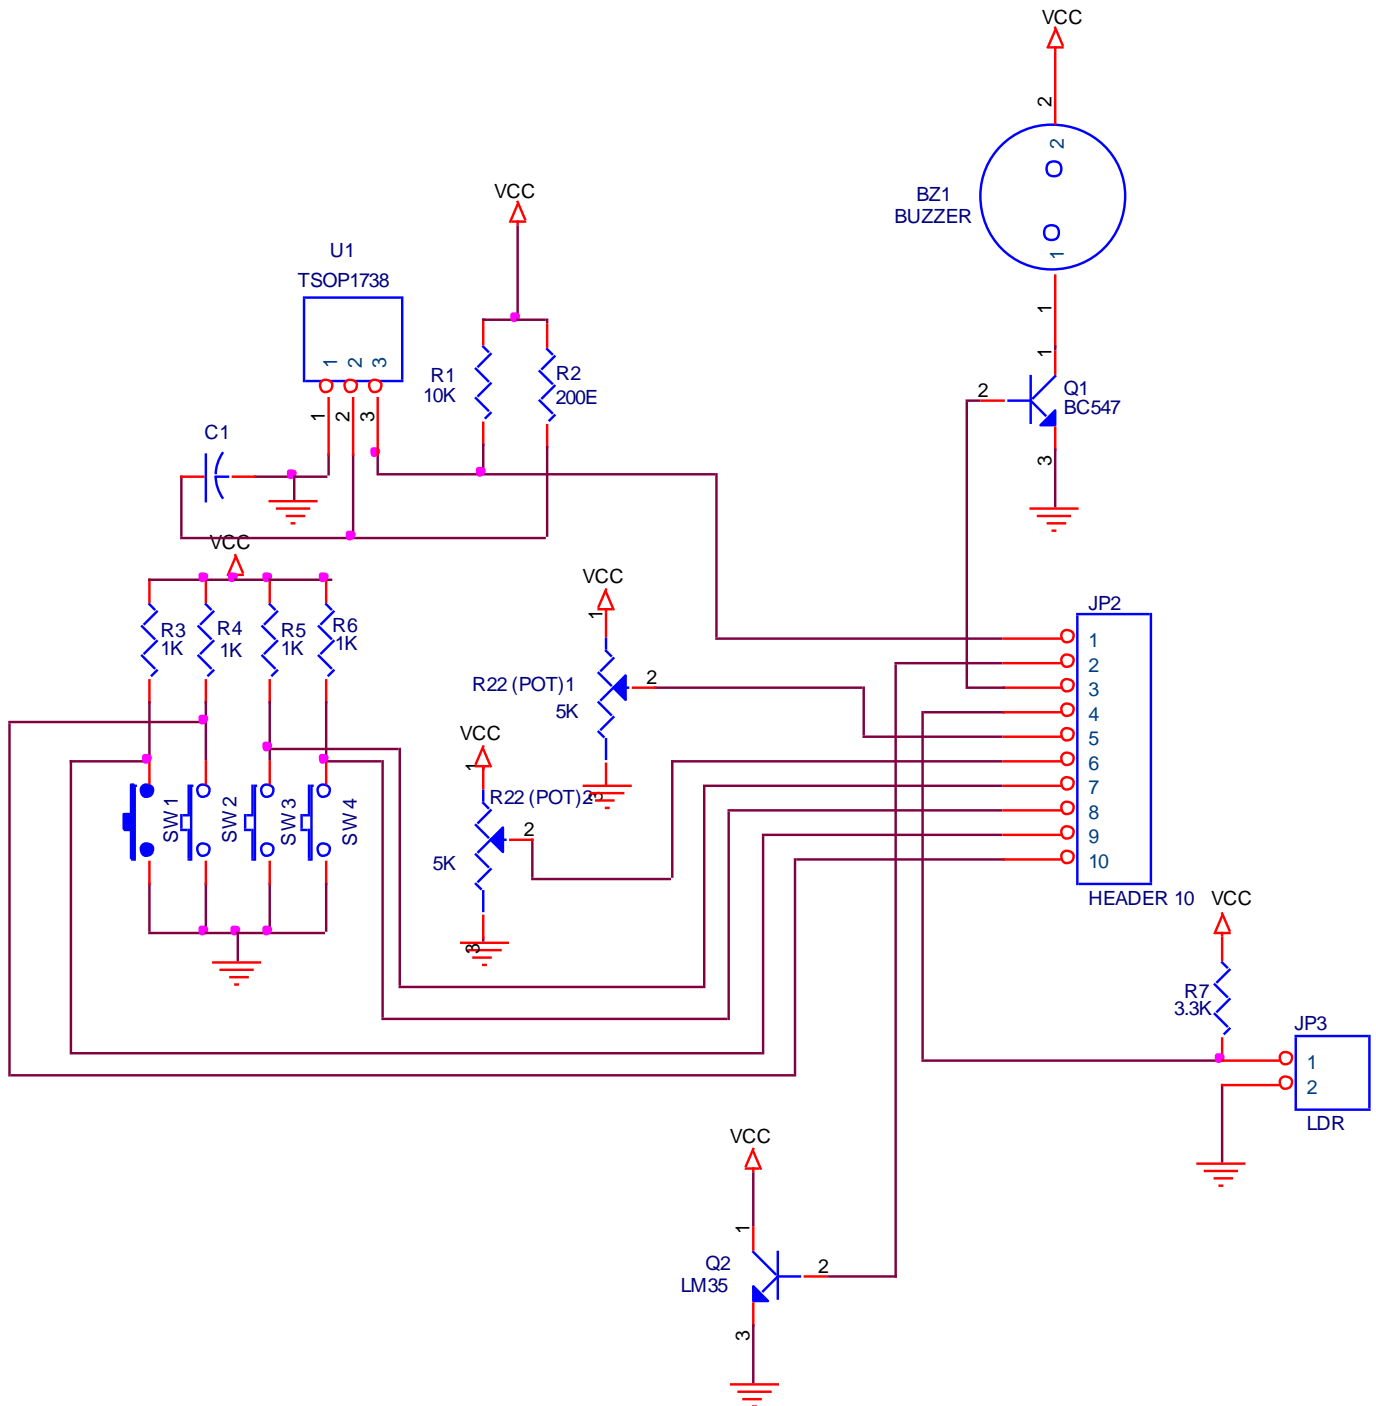 VCC
2
2
BZ1
BUZZER
1
1
1
2
Q1
BC547
3
VCC
U1
TSOP1738
1 2 3
1 2 3
R1
10K
R2
200E
C1
VCC
R3
1K
R4
1K
R5
1K
R6
1K
VCC
1
R22 (POT)1
2
5K
3
VCC
1
R22 (POT)2
2
5K
3
SW1
SW2
SW3
SW4
JP2
1
2
3
4
5
6
7
8
9
10
HEADER 10
VCC
R7
3.3K
JP3
1
2
LDR
VCC
1
Q2
LM35
2
3